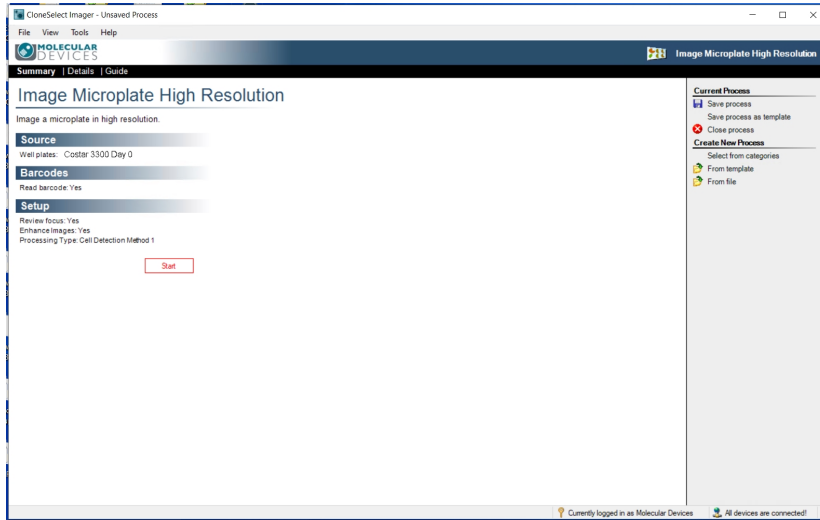 CloneSelect Imager - Unsaved Process
File View Tools Help
MOLECULAR
DEVICES
Image Microplate High Resolution
Summary | Details | Guide
Image Microplate High Resolution
Image a microplate in high resolution.
Source
Well plates: Costar 3300 Day 0
Barcodes
Read barcode: Yes
Setup
Review focus: Yes
Enhance Images: Yes
Processing Type: Cell Detection Method 1
Start
Current Process
Save process
Save process as template
Close process
Create New Process
Select from categories
From template
From file
Currently logged in as Molecular Devices
All devices are connected!